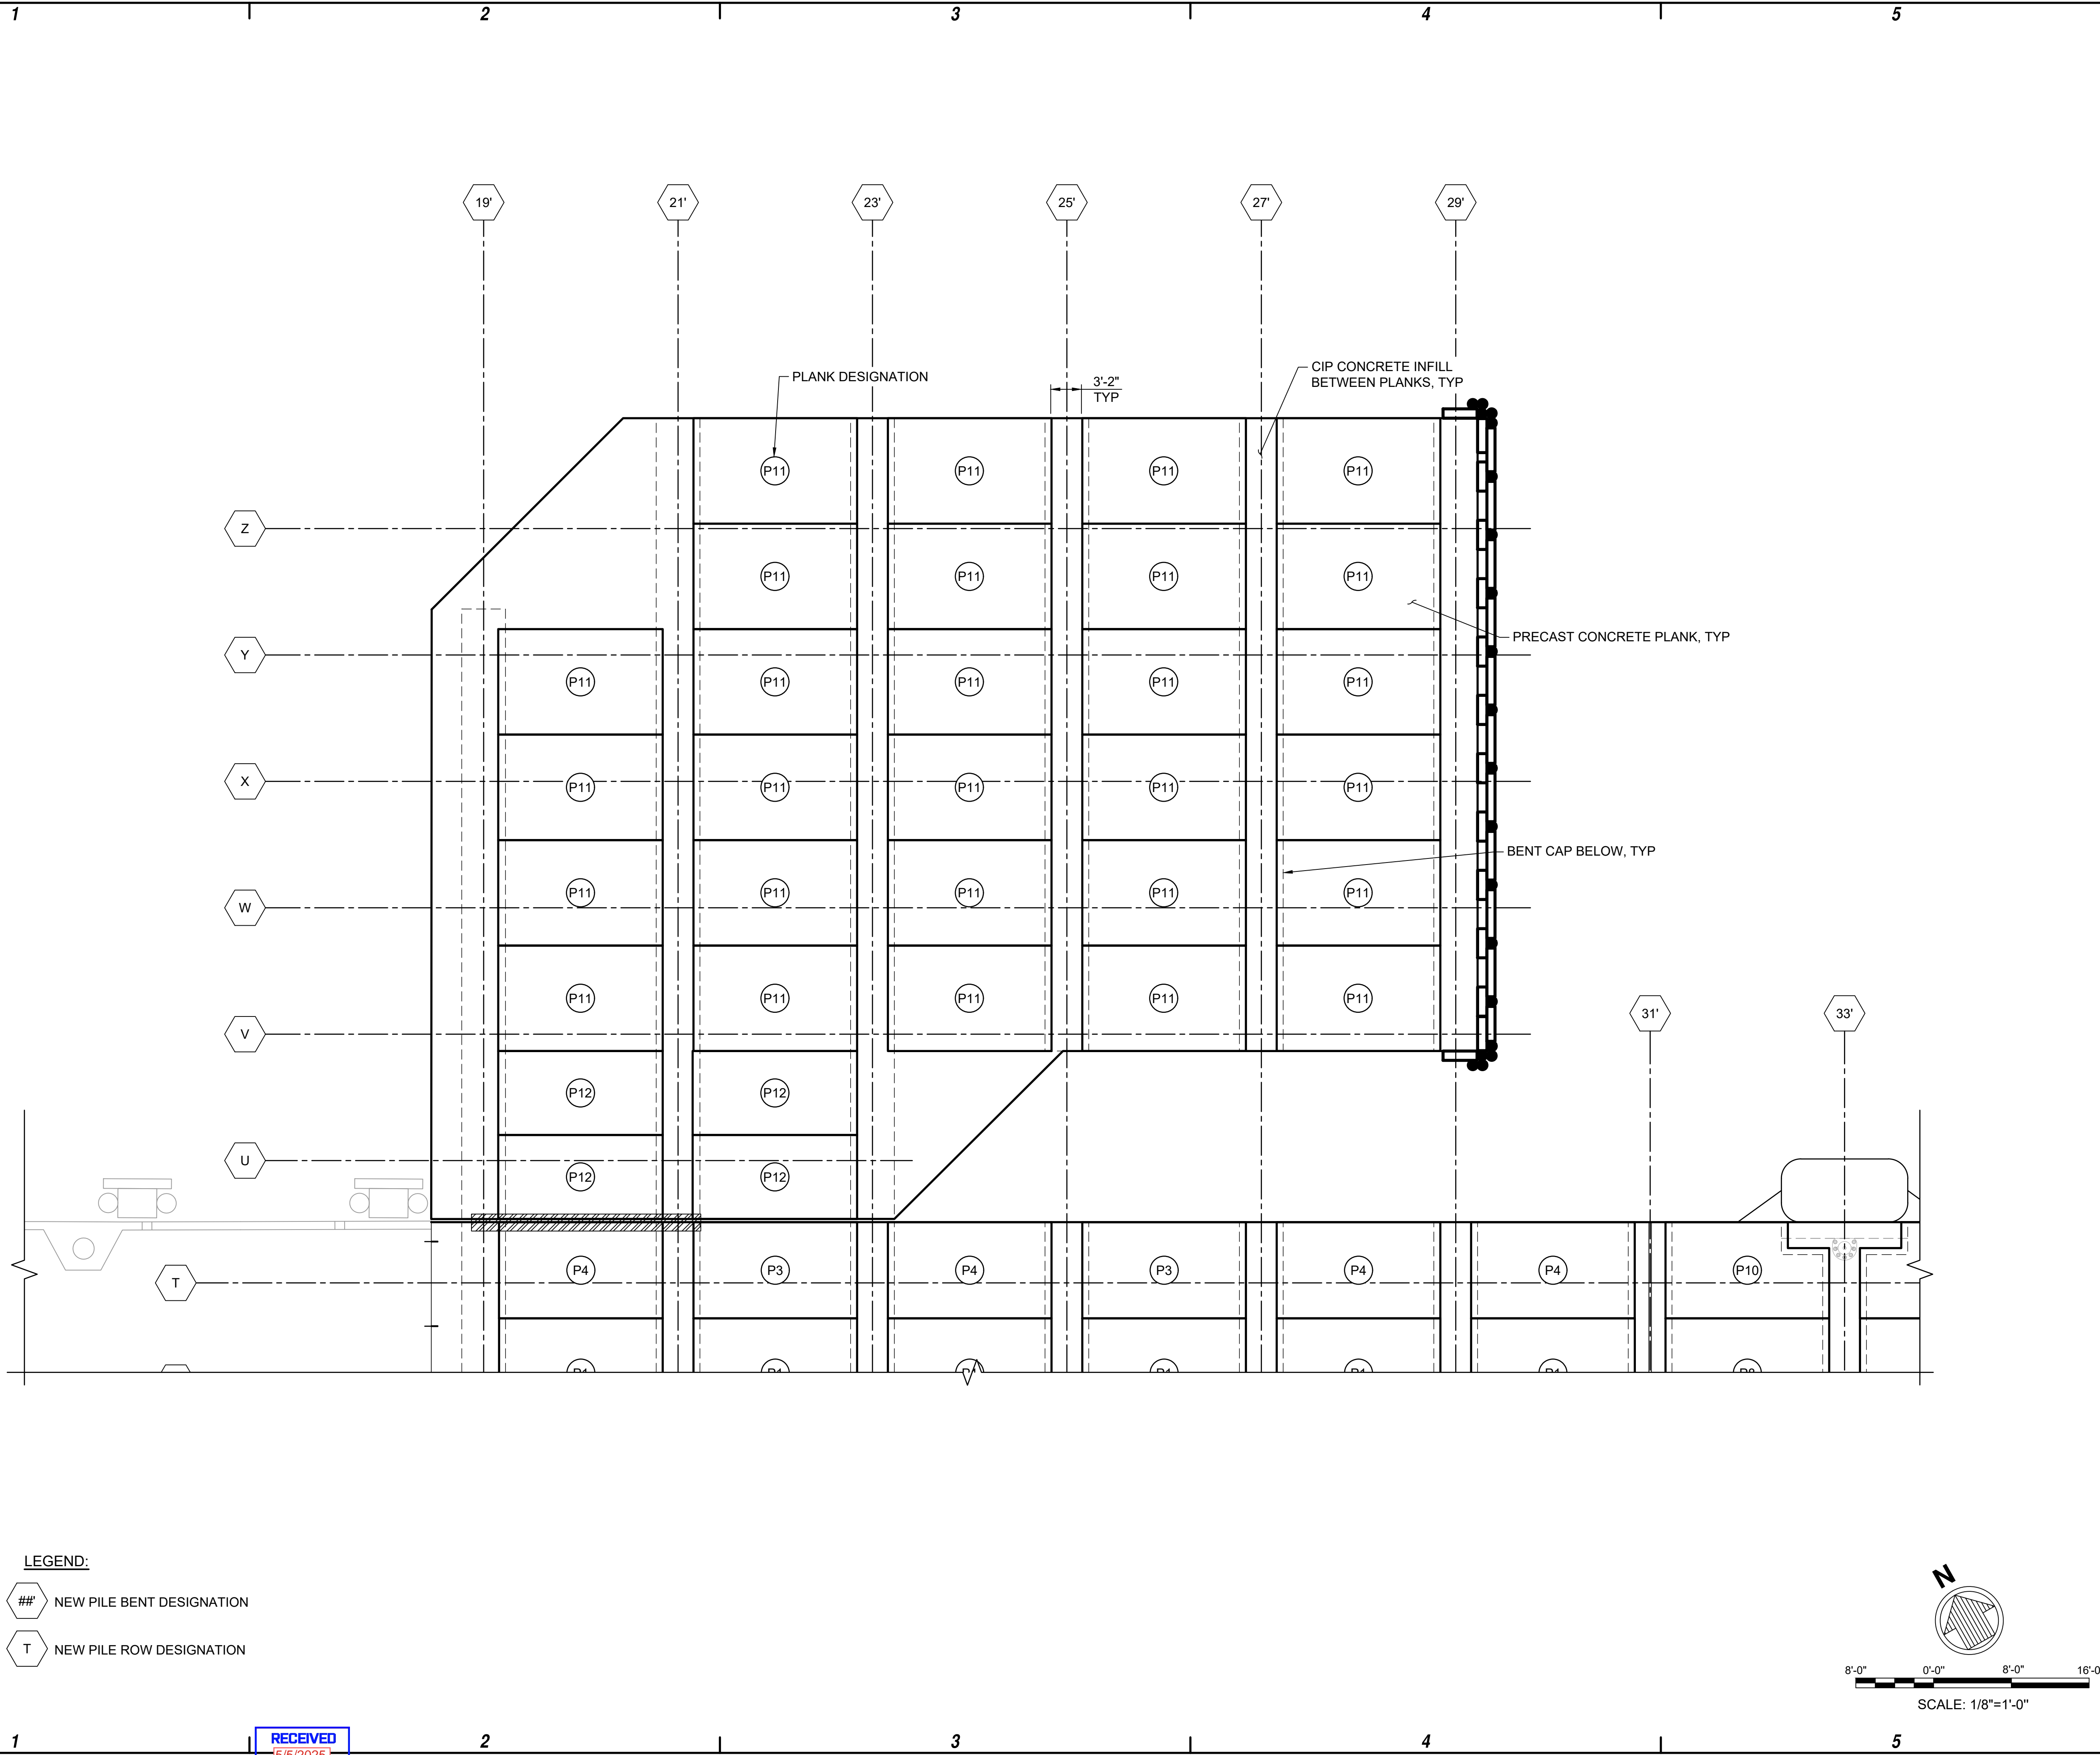 1 2 3 4 5
19' 21' 23' 25' 27' 29'
PLANK DESIGNATION
3'-2"
TYP
CIP CONCRETE INFILL
BETWEEN PLANKS, TYP
P11 P11 P11 P11
Z
P11 P11 P11 P11
PRECAST CONCRETE PLANK, TYP
Y
P11 P11 P11 P11 P11
X
P11 P11 P11 P11 P11
BENT CAP BELOW, TYP
W
P11 P11 P11 P11 P11
P11 P11 P11 P11 P11
31' 33'
V
P12 P12
U
P12 P12
P4 P3 P4 P3 P4 P4 P10
T
LEGEND:
##' NEW PILE BENT DESIGNATION
T NEW PILE ROW DESIGNATION
N
8'-0" 0'-0" 8'-0"
SCALE: 1/8"=1'-0"
1 2 3 4 5
RECEIVED
5/5/2025